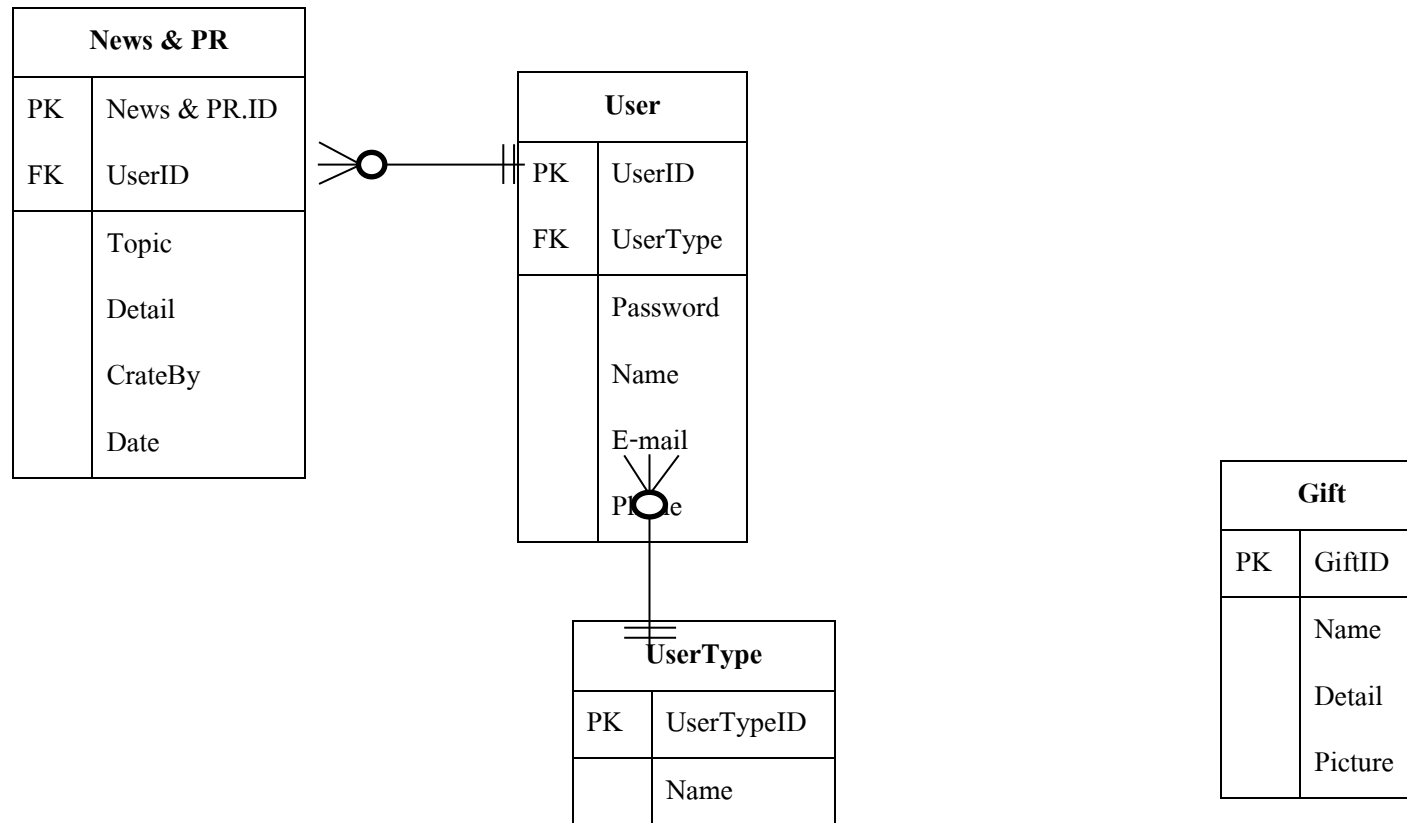 News & PR
PK News & PR.ID
FK UserID
Topic
Detail
CrateBy
Date
User
PK UserID
FK UserType
Password
Name
E-mail
UserType
PK UserTypeID
Name
Gift
PK GiftID
Name
Detail
Picture